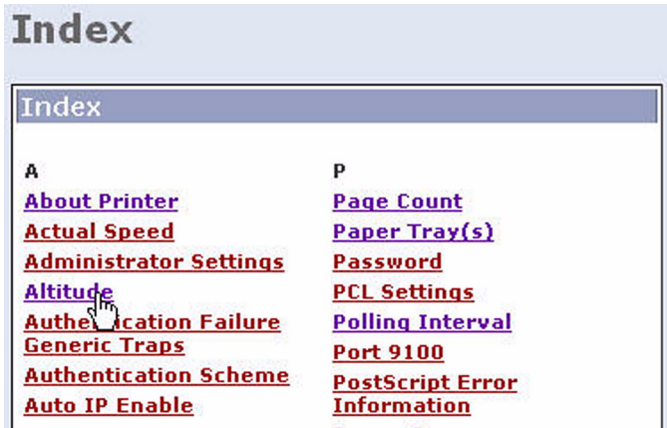 Index
Index
A
About Printer
Actual Speed
Administrator Settings
Altitude
Authentication Failure
Generic Traps
Authentication Scheme
Auto IP Enable
P
Page Count
Paper Tray(s)
Password
PCL Settings
Polling Interval
Port 9100
PostScript Error
Information